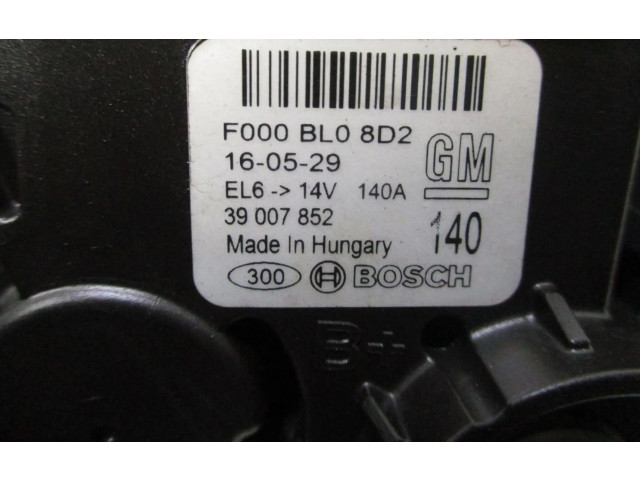 F000 BL0 8D2
16-05-29
GM
EL6 -> 14V 140A
39 007 852
140
Made In Hungary
300 BOSCH
B+